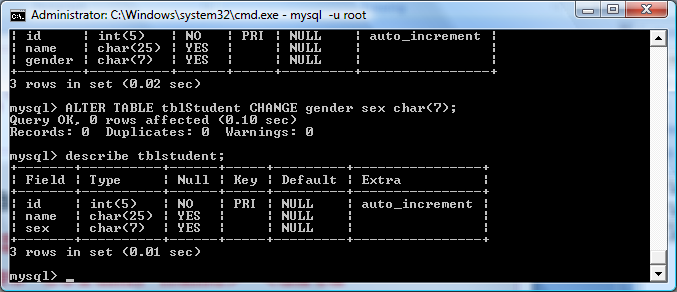 Administrator: C:\Windows\system32\cmd.exe - mysql  -u root
| id     | int(5)   | NO   | PRI | NULL    | auto_increment |
| name   | char(25) | YES  |     | NULL    |                |
| gender | char(7)  | YES  |     | NULL    |                |
+--------+----------+------+-----+---------+----------------+
3 rows in set (0.02 sec)
mysql> ALTER TABLE tblStudent CHANGE gender sex char(7);
Query OK, 0 rows affected (0.10 sec)
Records: 0  Duplicates: 0  Warnings: 0
mysql> describe tblstudent;
+-------+----------+------+-----+---------+----------------+
| Field | Type     | Null | Key | Default | Extra          |
+-------+----------+------+-----+---------+----------------+
| id    | int(5)   | NO   | PRI | NULL    | auto_increment |
| name  | char(25) | YES  |     | NULL    |                |
| sex   | char(7)  | YES  |     | NULL    |                |
+-------+----------+------+-----+---------+----------------+
3 rows in set (0.01 sec)
mysql> _